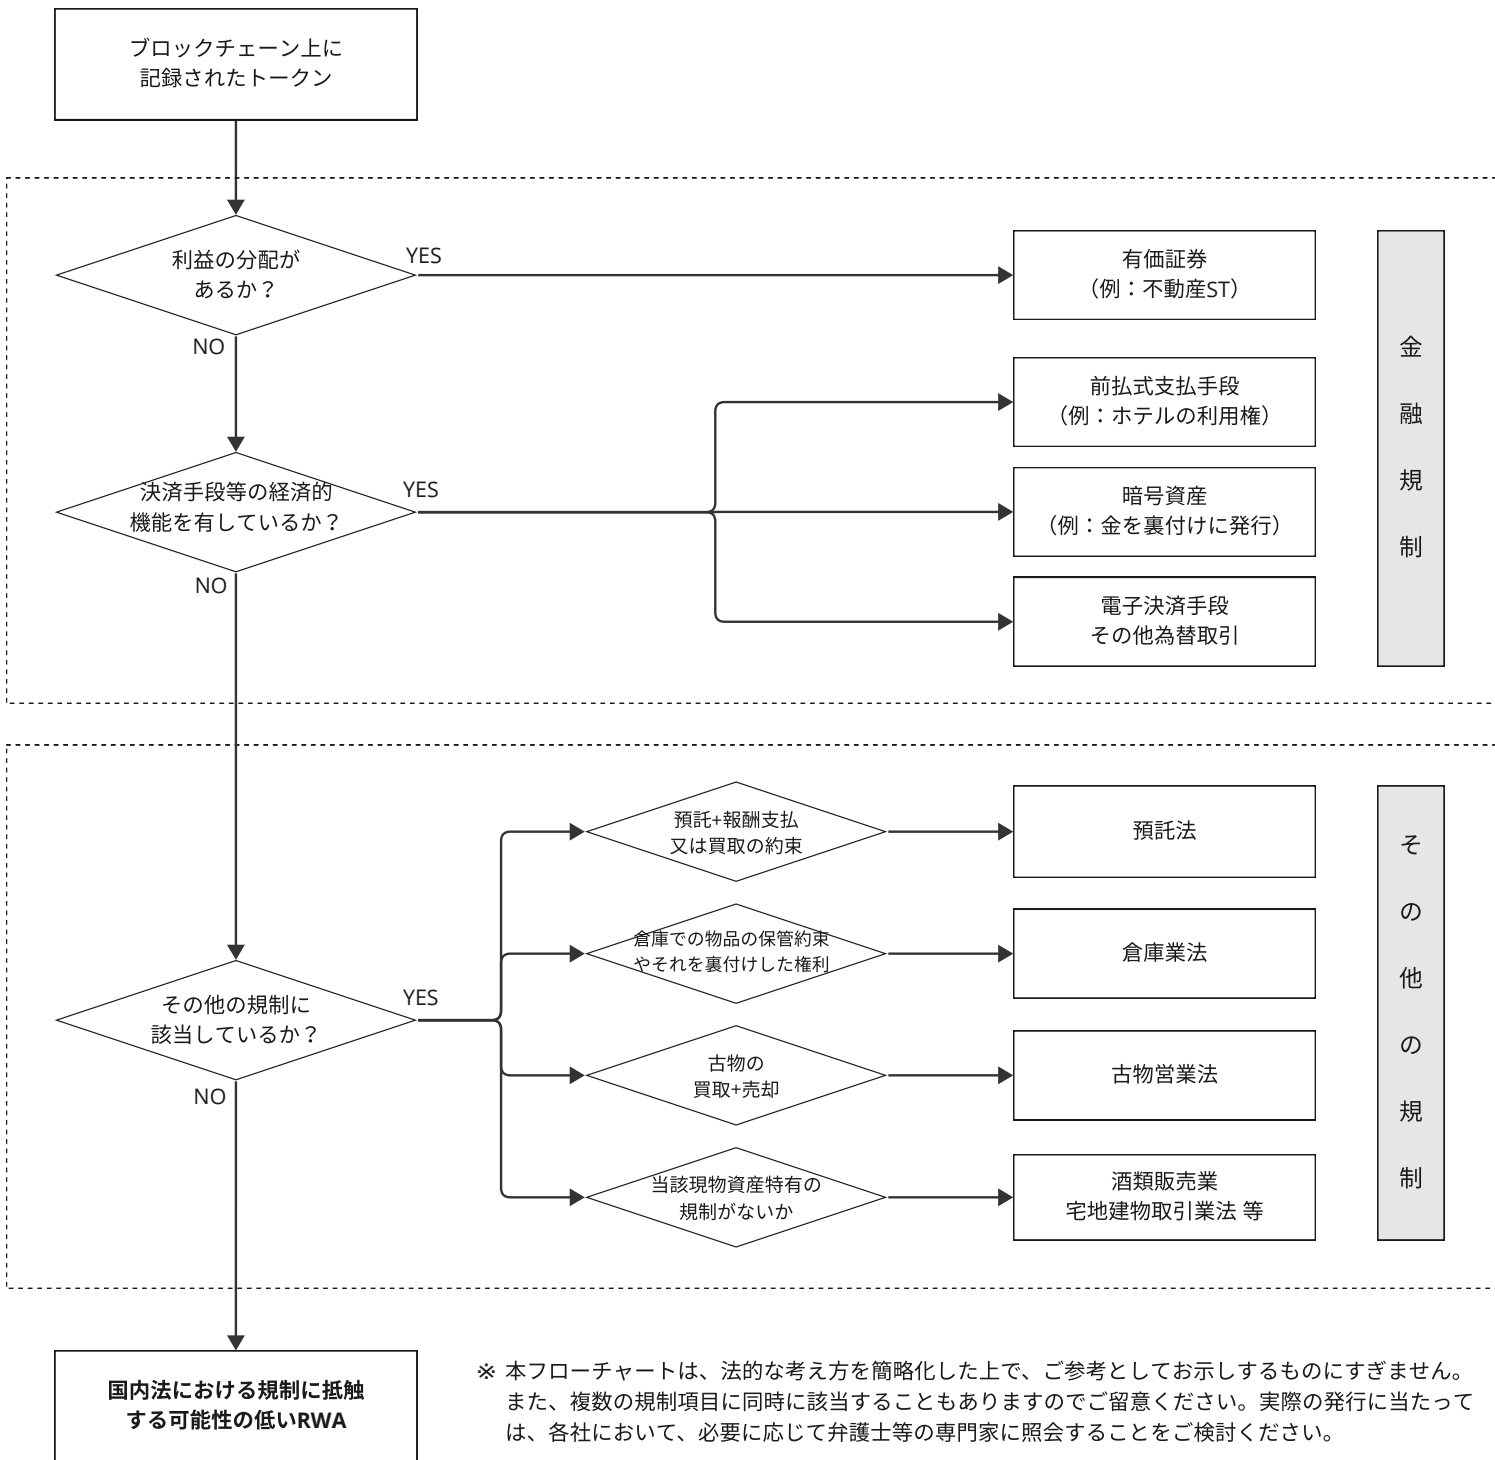 ブロックチェーン上に
記録されたトークン
利益の分配が
あるか？
YES
NO
有価証券
（例：不動産ST）
決済手段等の経済的
機能を有しているか？
YES
NO
前払式支払手段
（例：ホテルの利用権）
暗号資産
（例：金を裏付けに発行）
電子決済手段
その他為替取引
金融規制
その他の規制に
該当しているか？
YES
NO
預託+報酬支払
又は買取の約束
預託法
倉庫での物品の保管約束
やそれを裏付けした権利
倉庫業法
古物の
買取+売却
古物営業法
当該現物資産特有の
規制がないか
酒類販売業
宅地建物取引業法 等
その他の規制
国内法における規制に抵触
する可能性の低いRWA
※ 本フローチャートは、法的な考え方を簡略化した上で、ご参考としてお示しするものにすぎません。
また、複数の規制項目に同時に該当することもありますのでご留意ください。実際の発行に当たって
は、各社において、必要に応じて弁護士等の専門家に照会することをご検討ください。